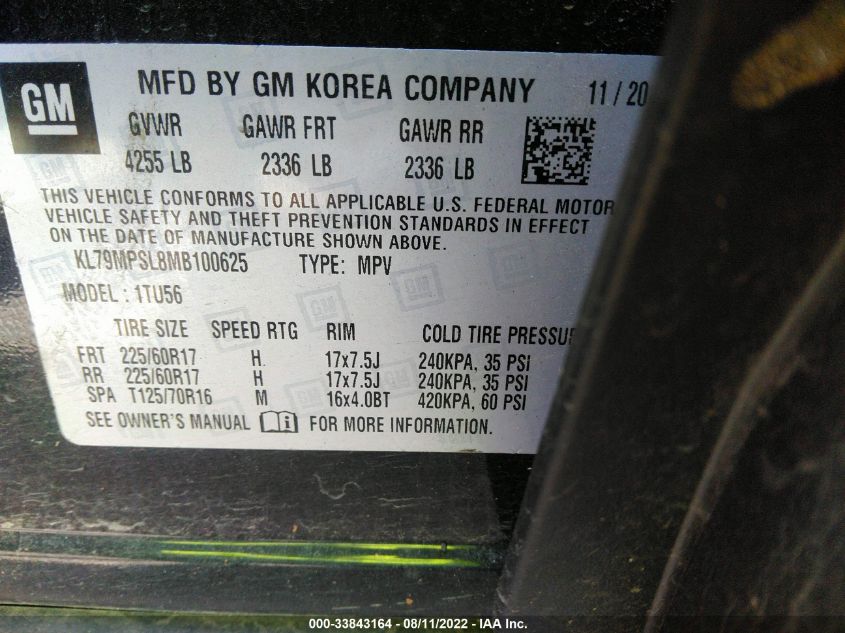 GM
MFD BY GM KOREA COMPANY 11/20
GVWR GAWR FRT GAWR RR
4255 LB 2336 LB 2336 LB
THIS VEHICLE CONFORMS TO ALL APPLICABLE U.S. FEDERAL MOTOR
VEHICLE SAFETY AND THEFT PREVENTION STANDARDS IN EFFECT
ON THE DATE OF MANUFACTURE SHOWN ABOVE.
KL79MPSL8MB100625 TYPE: MPV
MODEL : 1TU56
TIRE SIZE SPEED RTG RIM COLD TIRE PRESSU
FRT 225/60R17 H 17x7.5J 240KPA, 35 PSI
RR 225/60R17 H 17x7.5J 240KPA, 35 PSI
SPA T125/70R16 M 16x4.0BT 420KPA, 60 PSI
SEE OWNER'S MANUAL FOR MORE INFORMATION.
000-33843164 - 08/11/2022 - IAA Inc.